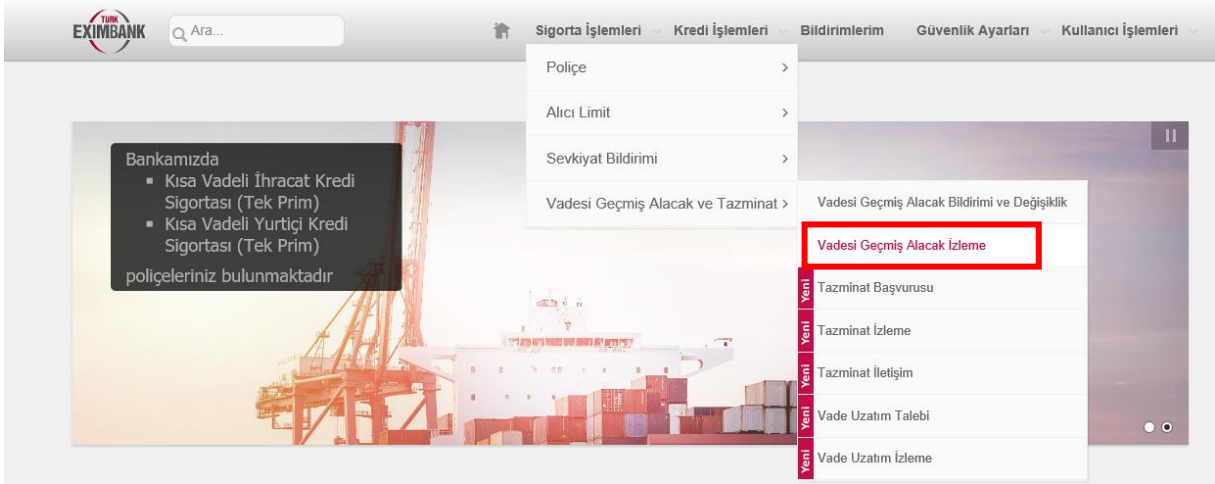 TURK
EXIMBANK
Ara...
Sigorta İşlemleri
Kredi İşlemleri
Bildirimlerim
Güvenlik Ayarları
Kullanıcı İşlemleri
Poliçe
Alıcı Limit
Sevkiyat Bildirimi
Vadesi Geçmiş Alacak ve Tazminat
Bankamızda
▪ Kısa Vadeli İhracat Kredi
Sigortası (Tek Prim)
▪ Kısa Vadeli Yurtiçi Kredi
Sigortası (Tek Prim)
poliçeleriniz bulunmaktadır
Vadesi Geçmiş Alacak Bildirimi ve Değişiklik
Vadesi Geçmiş Alacak İzleme
Yeni Tazminat Başvurusu
Yeni Tazminat İzleme
Yeni Tazminat İletişim
Yeni Vade Uzatım Talebi
Yeni Vade Uzatım İzleme